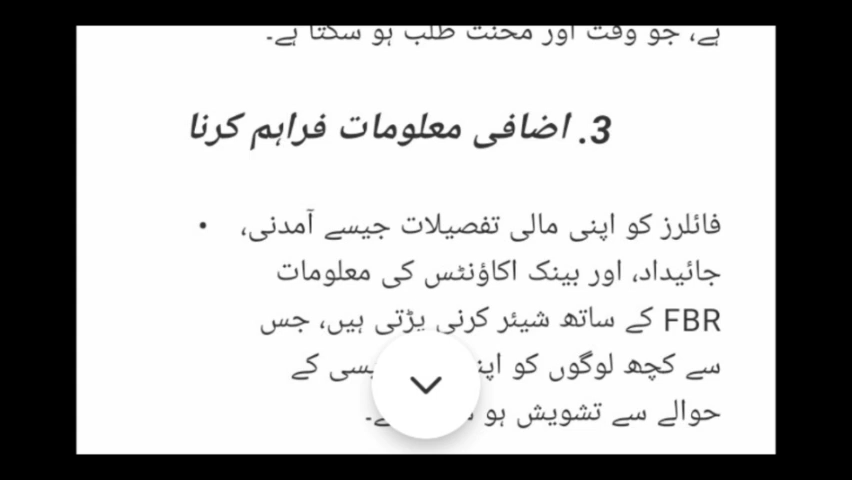 ہے، جو وقت اور محنت طلب ہو سکتا ہے۔
3. اضافی معلومات فراہم کرنا
• فائلرز کو اپنی مالی تفصیلات جیسے آمدنی،
جائیداد، اور بینک اکاؤنٹس کی معلومات
FBR کے ساتھ شیئر کرنی پڑتی ہیں، جس
سے کچھ لوگوں کو کے
حوالے سے تشویش ہو